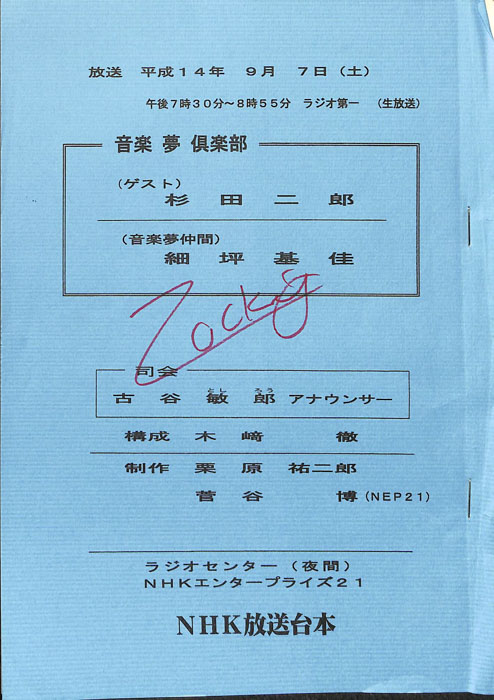 放送 平成14年 9月 7日(土)
午後7時30分~8時55分 ラジオ第一 (生放送)
音楽 夢 倶楽部
(ゲスト)
杉田二郎
(音楽夢仲間)
細坪基佳
司会
とし ろう
古谷 敏郎 アナウンサー
構成 木﨑 徹
制作 栗原 祐二郎
菅谷 博(NEP21)
ラジオセンター(夜間)
NHKエンタープライズ21
NHK放送台本